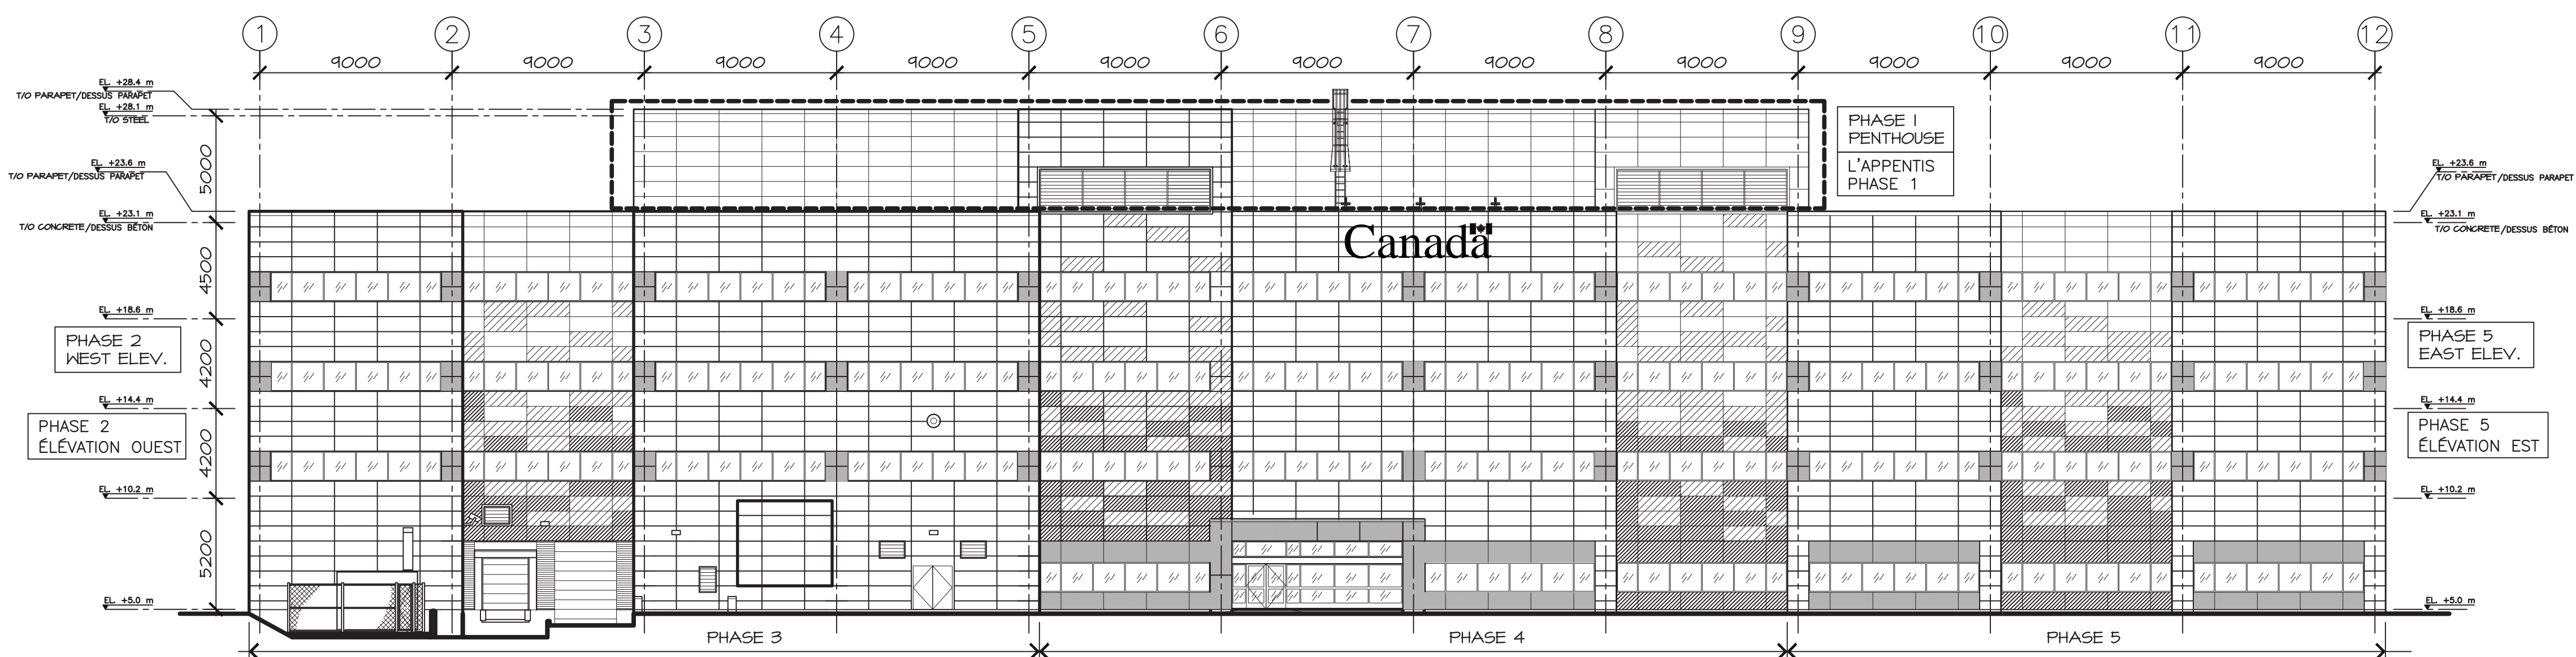 1 2 3 4 5 6 7 8 9 10 11 12
9000 9000 9000 9000 9000 9000 9000 9000 9000 9000 9000
EL. +28.4 m
T/O PARAPET/DESSUS PARAPET
EL. +28.1 m
T/O STEEL
5000
EL. +23.6 m
T/O PARAPET/DESSUS PARAPET
EL. +23.1 m
T/O CONCRETE/DESSUS BÉTON
4500
EL. +18.6 m
PHASE 2
WEST ELEV.
4200
EL. +14.4 m
PHASE 2
ÉLÉVATION OUEST
4200
EL. +10.2 m
5200
EL. +5.0 m
PHASE 1
PENTHOUSE
L'APPENTIS
PHASE 1
Canada
EL. +23.6 m
T/O PARAPET/DESSUS PARAPET
EL. +23.1 m
T/O CONCRETE/DESSUS BÉTON
EL. +18.6 m
PHASE 5
EAST ELEV.
EL. +14.4 m
PHASE 5
ÉLÉVATION EST
EL. +10.2 m
EL. +5.0 m
PHASE 3 PHASE 4 PHASE 5